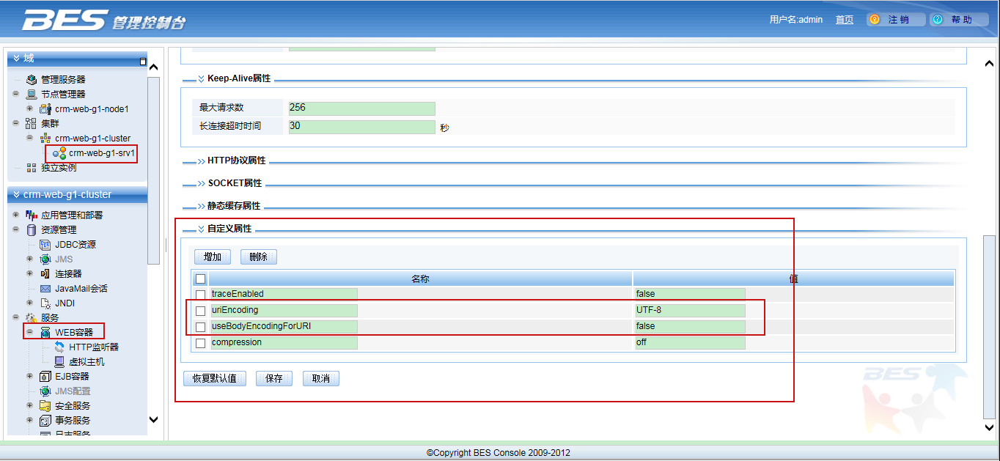 BES 管理控制台
用户名:admin 首页 注 销 帮 助
域
管理服务器
节点管理器
crm-web-g1-node1
集群
crm-web-g1-cluster
crm-web-g1-srv1
独立实例
crm-web-g1-cluster
应用管理和部署
资源管理
JDBC资源
JMS
连接器
JavaMail会话
JNDI
服务
WEB容器
HTTP监听器
虚拟主机
EJB容器
JMS配置
安全服务
事务服务
日志服务
Keep-Alive属性
最大请求数 256
长连接超时时间 30 秒
HTTP协议属性
SOCKET属性
静态缓存属性
自定义属性
增加 删除
名称 值
traceEnabled false
uriEncoding UTF-8
useBodyEncodingForURI false
compression off
恢复默认值 保存 取消
BES
©Copyright BES Console 2009-2012